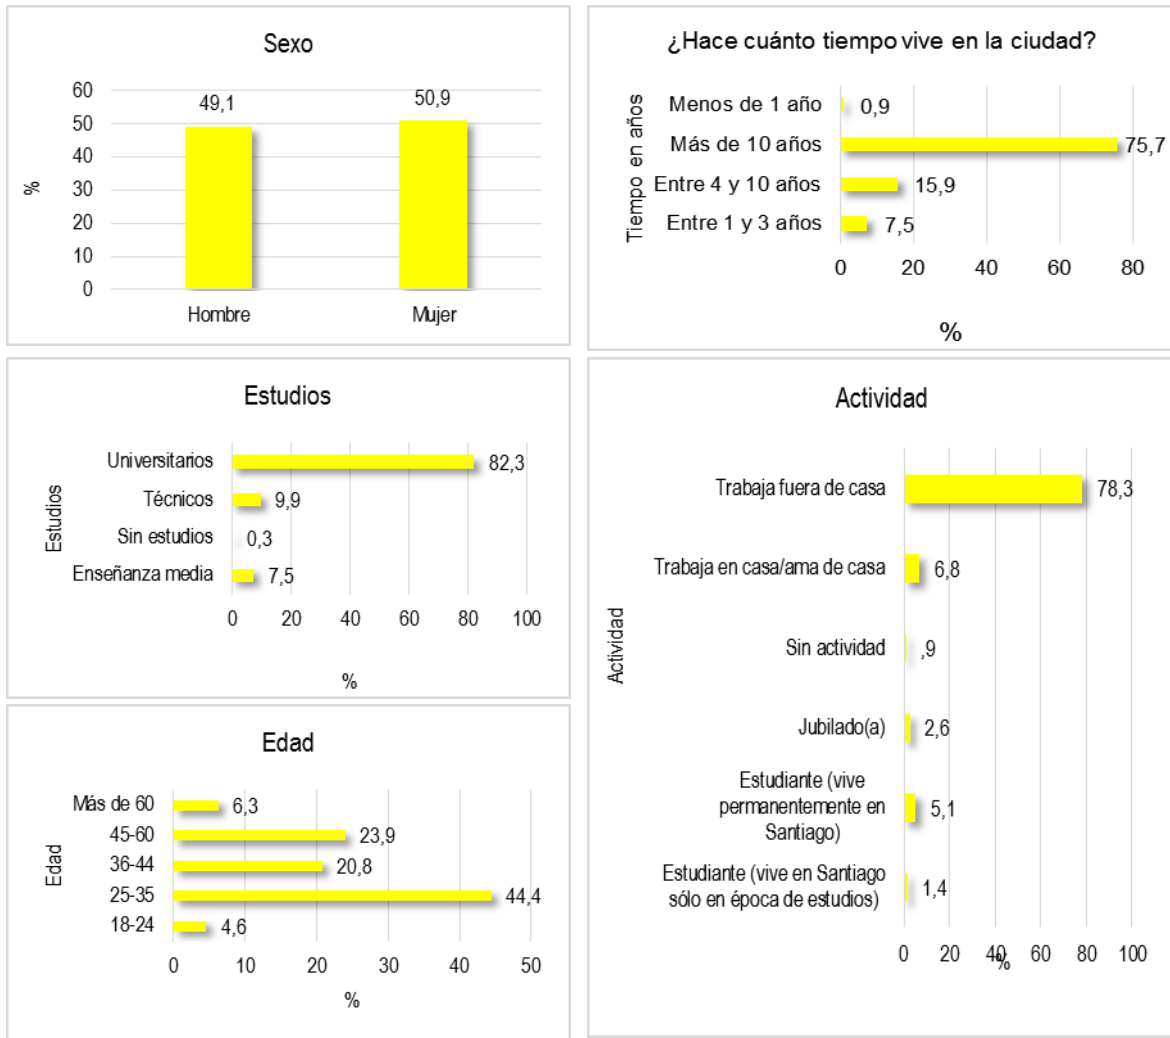 Sexo
%
60
50
40
30
20
10
0
49,1
50,9
Hombre
Mujer
¿Hace cuánto tiempo vive en la ciudad?
Tiempo en años
Menos de 1 año
0,9
Más de 10 años
75,7
Entre 4 y 10 años
15,9
Entre 1 y 3 años
7,5
0 20 40 60 80
%
Estudios
Estudios
Universitarios
82,3
Técnicos
9,9
Sin estudios
0,3
Enseñanza media
7,5
0 20 40 60 80 100
%
Edad
Edad
Más de 60
6,3
45-60
23,9
36-44
20,8
25-35
44,4
18-24
4,6
0 10 20 30 40 50
%
Actividad
Actividad
Trabaja fuera de casa
78,3
Trabaja en casa/ama de casa
6,8
Sin actividad
,9
Jubilado(a)
2,6
Estudiante (vive
permanentemente en
Santiago)
5,1
Estudiante (vive en Santiago
sólo en época de estudios)
1,4
0 20 40 60 80 100
%